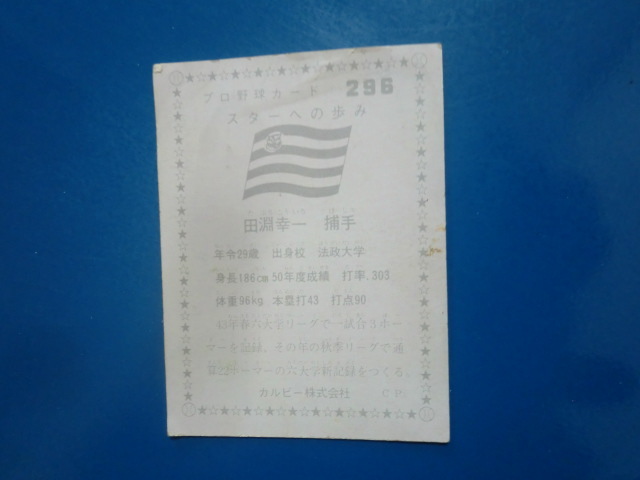 プロ野球カード 296
スターへの歩み
田淵幸一 捕手
年令29歳 出身校 法政大学
身長186cm 50年度成績 打率.303
体重96kg 本塁打43 打点90
43年春六大学リーグで一試合3ホー
マーを記録、その年の秋季リーグで通
算22ホーマーの六大学新記録をつくる。
カルビー株式会社 C.P.